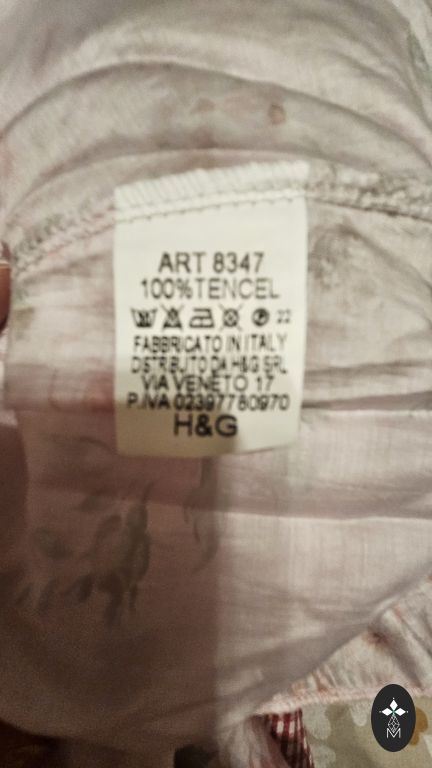 ART 8347
100%TENCEL
22
FABBRICATO IN ITALY
DISTRIBUTO DA H&G SRL
VIA VENETO 17
P.IVA 02397780970
H&G
M